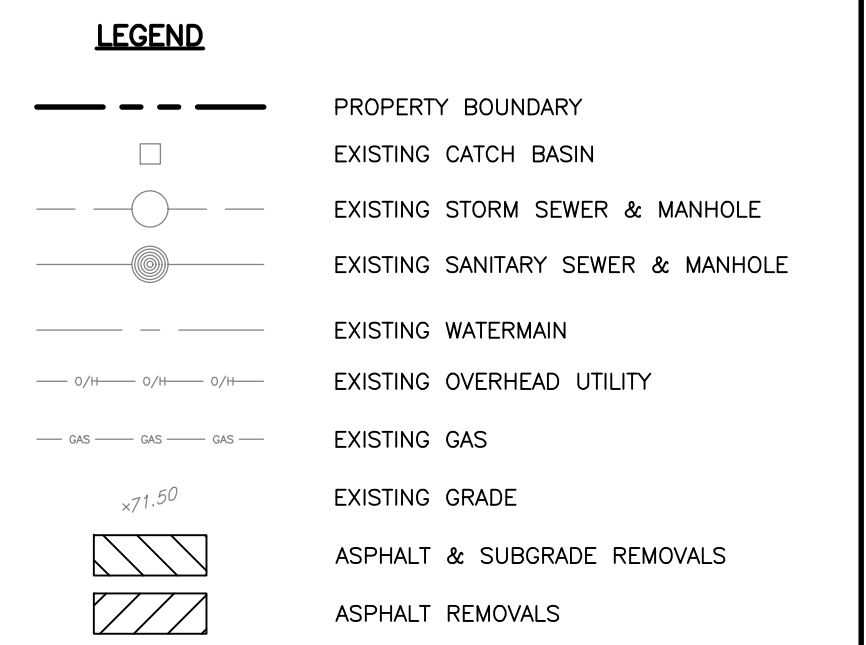 LEGEND
PROPERTY BOUNDARY
EXISTING CATCH BASIN
EXISTING STORM SEWER & MANHOLE
EXISTING SANITARY SEWER & MANHOLE
EXISTING WATERMAIN
O/H O/H O/H EXISTING OVERHEAD UTILITY
GAS GAS GAS EXISTING GAS
×71.50 EXISTING GRADE
ASPHALT & SUBGRADE REMOVALS
ASPHALT REMOVALS